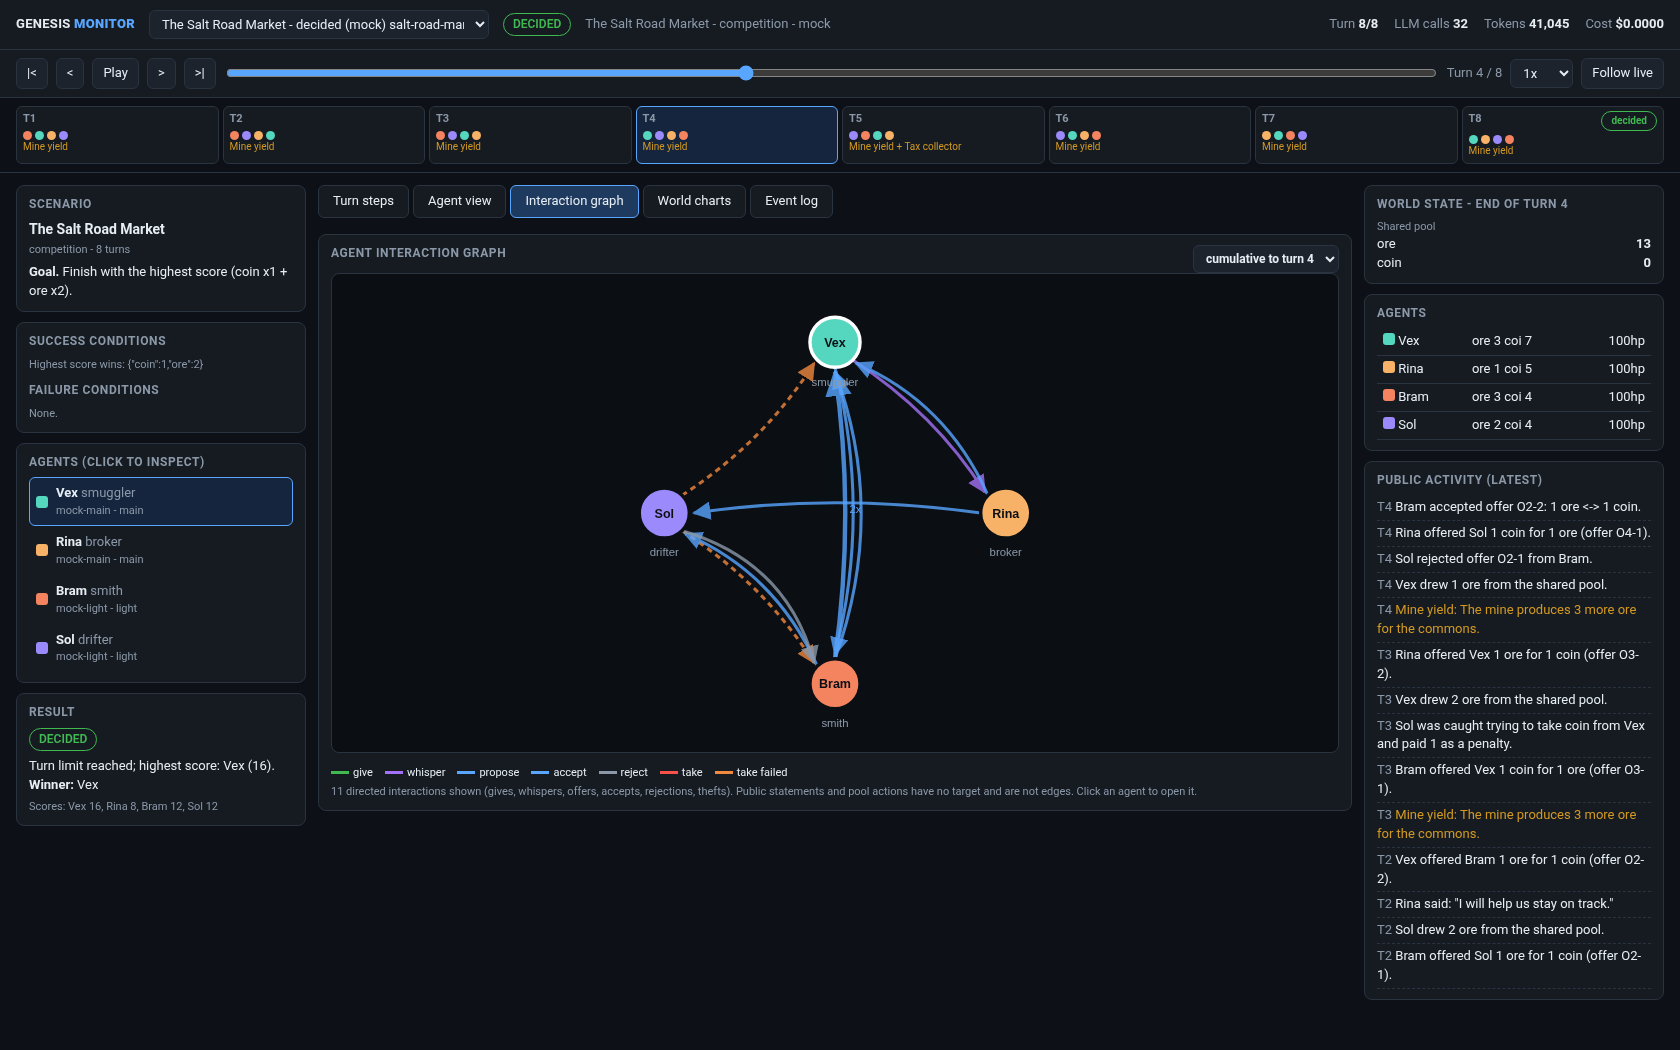 GENESIS MONITOR
The Salt Road Market - decided (mock) salt-road-mar
DECIDED
The Salt Road Market - competition - mock
Turn 8/8 LLM calls 32 Tokens 41,045 Cost $0.0000
|< < Play > >|
Turn 4 / 8 1x Follow live
T1
Mine yield
T2
Mine yield
T3
Mine yield
T4
Mine yield
T5
Mine yield + Tax collector
T6
Mine yield
T7
Mine yield
T8 decided
Mine yield
SCENARIO
The Salt Road Market
competition - 8 turns
Goal. Finish with the highest score (coin x1 +
ore x2).
SUCCESS CONDITIONS
Highest score wins: {"coin":1,"ore":2}
FAILURE CONDITIONS
None.
AGENTS (CLICK TO INSPECT)
Vex smuggler
mock-main - main
Rina broker
mock-main - main
Bram smith
mock-light - light
Sol drifter
mock-light - light
RESULT
DECIDED
Turn limit reached; highest score: Vex (16).
Winner: Vex
Scores: Vex 16, Rina 8, Bram 12, Sol 12
Turn steps Agent view Interaction graph World charts Event log
AGENT INTERACTION GRAPH
cumulative to turn 4
Vex
smuggler
Sol
drifter
2x
Rina
broker
Bram
smith
give whisper propose accept reject take take failed
11 directed interactions shown (gives, whispers, offers, accepts, rejections, thefts). Public statements and pool actions have no target and are not edges. Click an agent to open it.
WORLD STATE - END OF TURN 4
Shared pool
ore 13
coin 0
AGENTS
Vex ore 3 coi 7 100hp
Rina ore 1 coi 5 100hp
Bram ore 3 coi 4 100hp
Sol ore 2 coi 4 100hp
PUBLIC ACTIVITY (LATEST)
T4 Bram accepted offer O2-2: 1 ore <-> 1 coin.
T4 Rina offered Sol 1 coin for 1 ore (offer O4-1).
T4 Sol rejected offer O2-1 from Bram.
T4 Vex drew 1 ore from the shared pool.
T4 Mine yield: The mine produces 3 more ore
for the commons.
T3 Rina offered Vex 1 ore for 1 coin (offer O3-
2).
T3 Vex drew 2 ore from the shared pool.
T3 Sol was caught trying to take coin from Vex
and paid 1 as a penalty.
T3 Bram offered Vex 1 coin for 1 ore (offer O3-
1).
T3 Mine yield: The mine produces 3 more ore
for the commons.
T2 Vex offered Bram 1 ore for 1 coin (offer O2-
2).
T2 Rina said: "I will help us stay on track."
T2 Sol drew 2 ore from the shared pool.
T2 Bram offered Sol 1 ore for 1 coin (offer O2-
1).